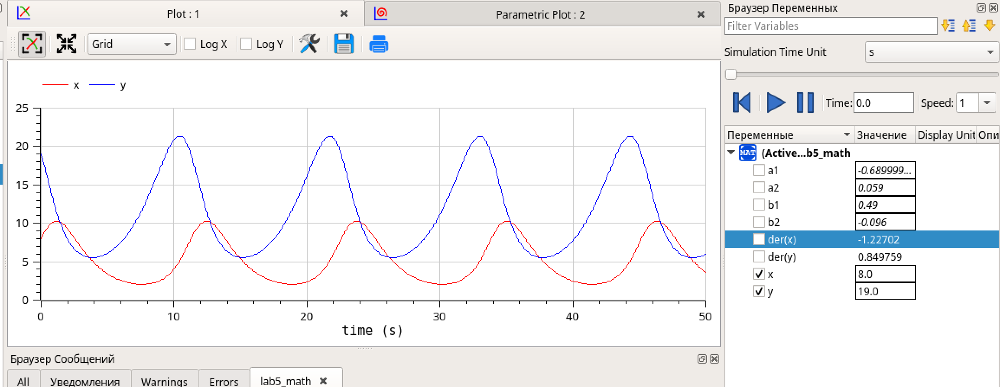 Plot : 1
Parametric Plot : 2
Grid
Log X
Log Y
x
y
25
20
15
10
5
0
0 10 20 30 40 50
time (s)
Браузер Сообщений
All
Уведомления
Warnings
Errors
lab5_math
Браузер Переменных
Filter Variables
Simulation Time Unit
s
Time: 0.0
Speed: 1
Переменные Значение Display Unit Опи
MAT (Active...b5_math
a1 -0.689999...
a2 0.059
b1 0.49
b2 -0.096
der(x) -1.22702
der(y) 0.849759
x 8.0
y 19.0